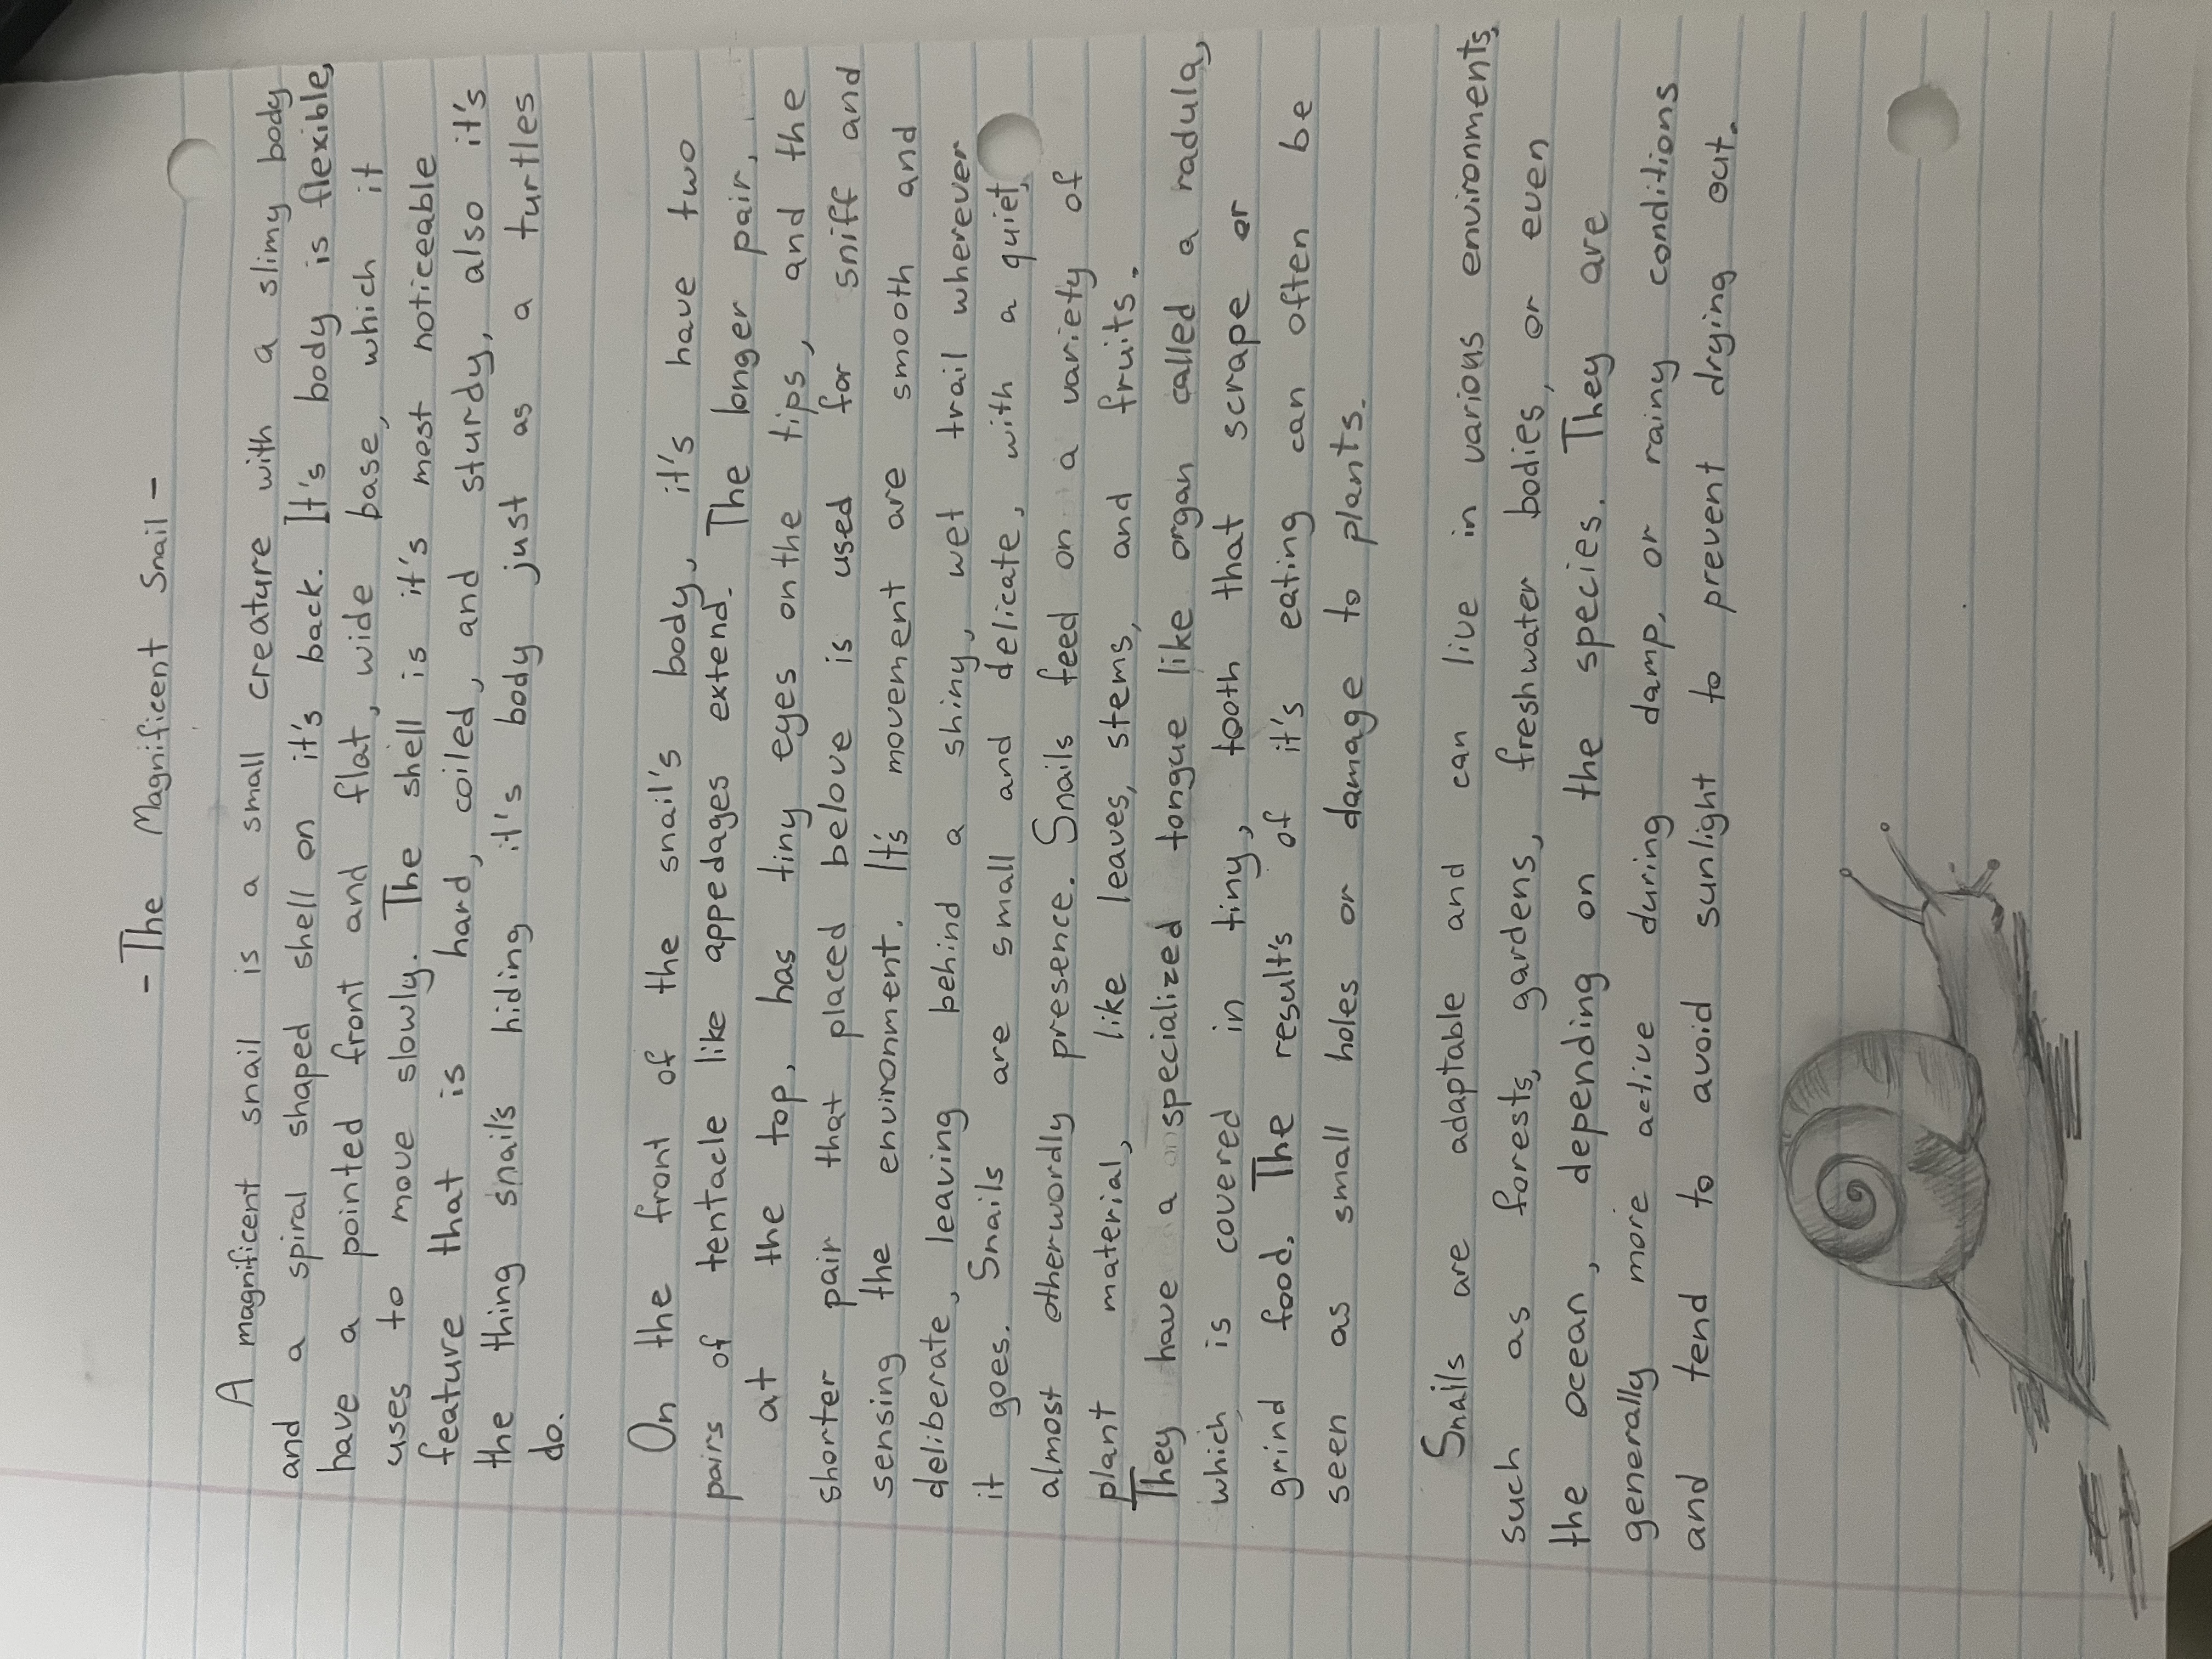 - The Magnificent Snail -
A magnificent snail is a small creature with a slimy body
and a spiral shaped shell on it's back. It's body is flexible,
have a pointed front and flat, wide base, which it
uses to move slowly. The shell is it's most noticeable
feature that is hard, coiled, and sturdy, also it's
the thing snail's hiding it's body just as a turtles
do.
On the front of the snail's body, it's have two
pairs of tentacle like appedages extend. The longer pair,
at the top, has tiny eyes on the tips, and the
shorter pair that placed belove is used for sniff and
sensing the environment. It's movement are smooth and
deliberate, leaving behind a shiny, wet trail wherever
it goes. Snails are small and delicate, with a quiet,
almost otherwordly presence. Snails feed on a variety of
plant material, like leaves, stems, and fruits.
They have a specialized tongue like organ called a radula,
which is covered in tiny, tooth that scrape or
grind food. The result's of it's eating can often be
seen as small holes or damage to plants.
Snails are adaptable and can live in various environments,
such as forests, gardens, freshwater bodies, or even
the ocean, depending on the species. They are
generally more active during damp, or rainy conditions
and tend to avoid sunlight to prevent drying out.